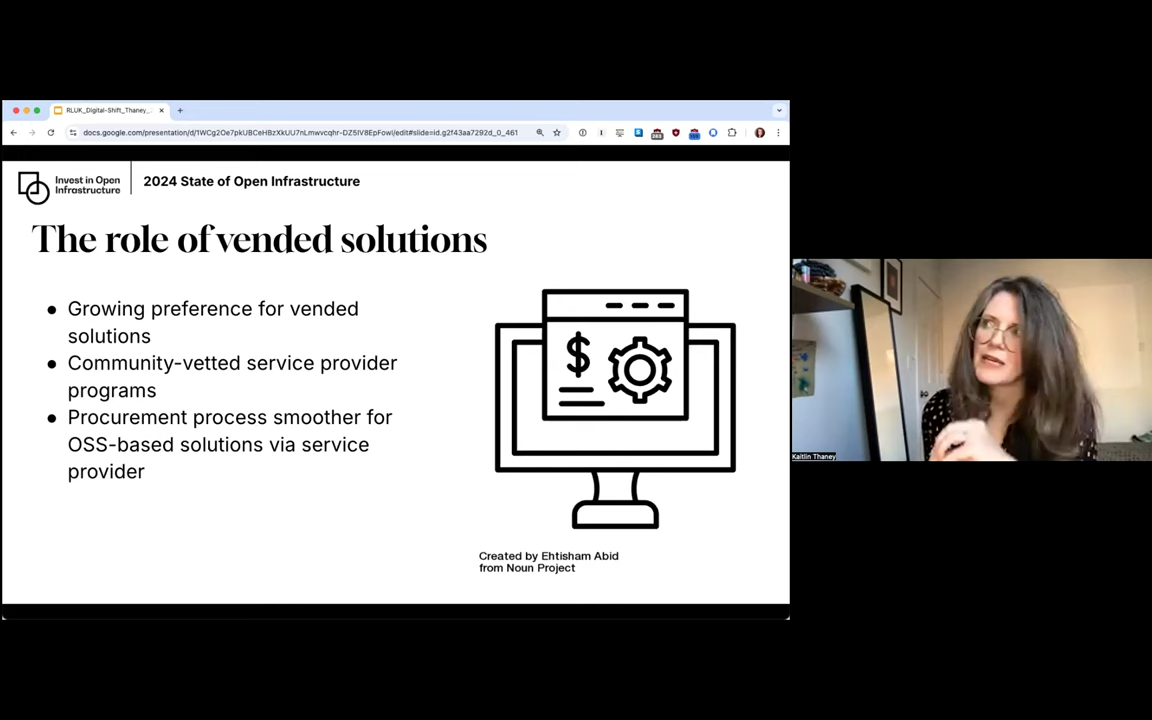 RLUK_Digital-Shift_Thaney_
docs.google.com/presentation/d/1WCg2Oe7pkUBCeHBzXkUU7nLmwvcqhr-DZ5IV8EpFowI/edit#slide=id.g2f43aa7292d_0_461
Invest in Open
Infrastructure
2024 State of Open Infrastructure
The role of vended solutions
● Growing preference for vended
solutions
● Community-vetted service provider
programs
● Procurement process smoother for
OSS-based solutions via service
provider
$
Created by Ehtisham Abid
from Noun Project
Kaitlin Thaney